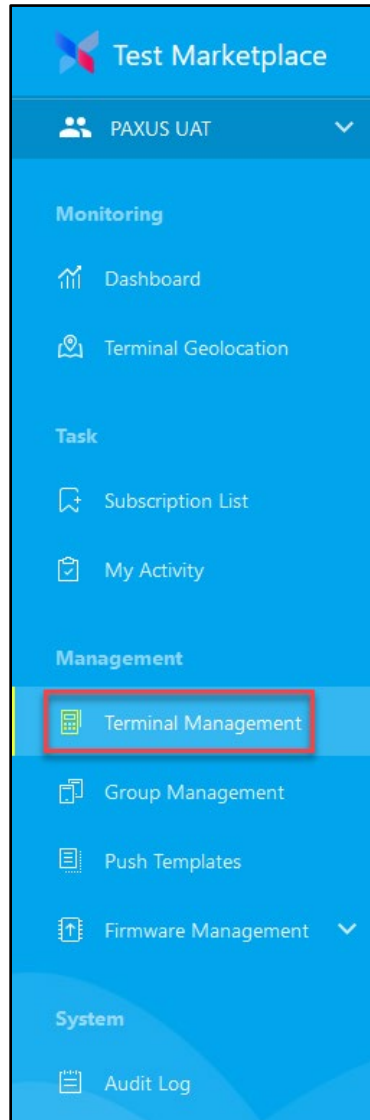 Test Marketplace
PAXUS UAT
Monitoring
Dashboard
Terminal Geolocation
Task
Subscription List
My Activity
Management
Terminal Management
Group Management
Push Templates
Firmware Management
System
Audit Log